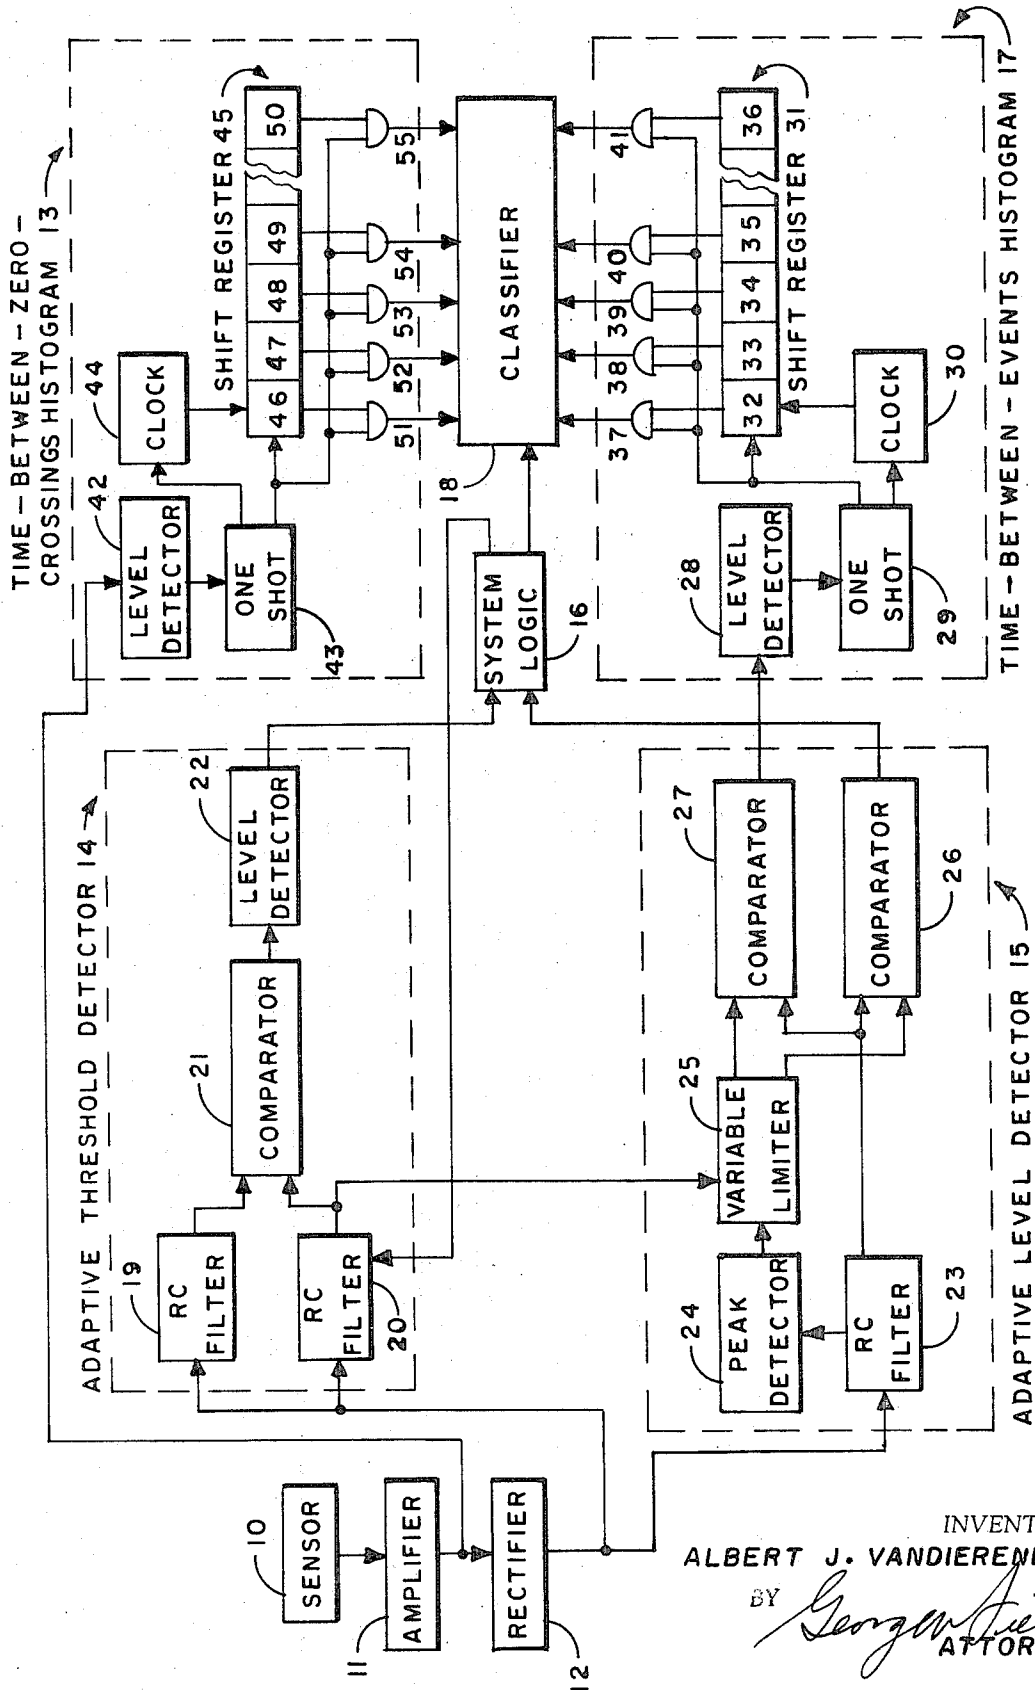 TIME-BETWEEN-ZERO-
CROSSINGS HISTOGRAM 13
42
LEVEL
DETECTOR
44
CLOCK
ONE
SHOT
43
SHIFT REGISTER 45
46
47
48
49
50
51
52
53
54
55
ADAPTIVE THRESHOLD DETECTOR 14
19
RC
FILTER
RC
FILTER
20
21
COMPARATOR
22
LEVEL
DETECTOR
SYSTEM
LOGIC
16
18
CLASSIFIER
10
SENSOR
11
AMPLIFIER
RECTIFIER
12
24
PEAK
DETECTOR
RC
FILTER
23
25
VARIABLE
LIMITER
27
COMPARATOR
COMPARATOR
26
ADAPTIVE LEVEL DETECTOR 15
28
LEVEL
DETECTOR
ONE
SHOT
29
37
38
39
40
41
32
33
34
35
36
SHIFT REGISTER 31
CLOCK
30
TIME-BETWEEN-EVENTS HISTOGRAM 17
ALBERT J.
BY